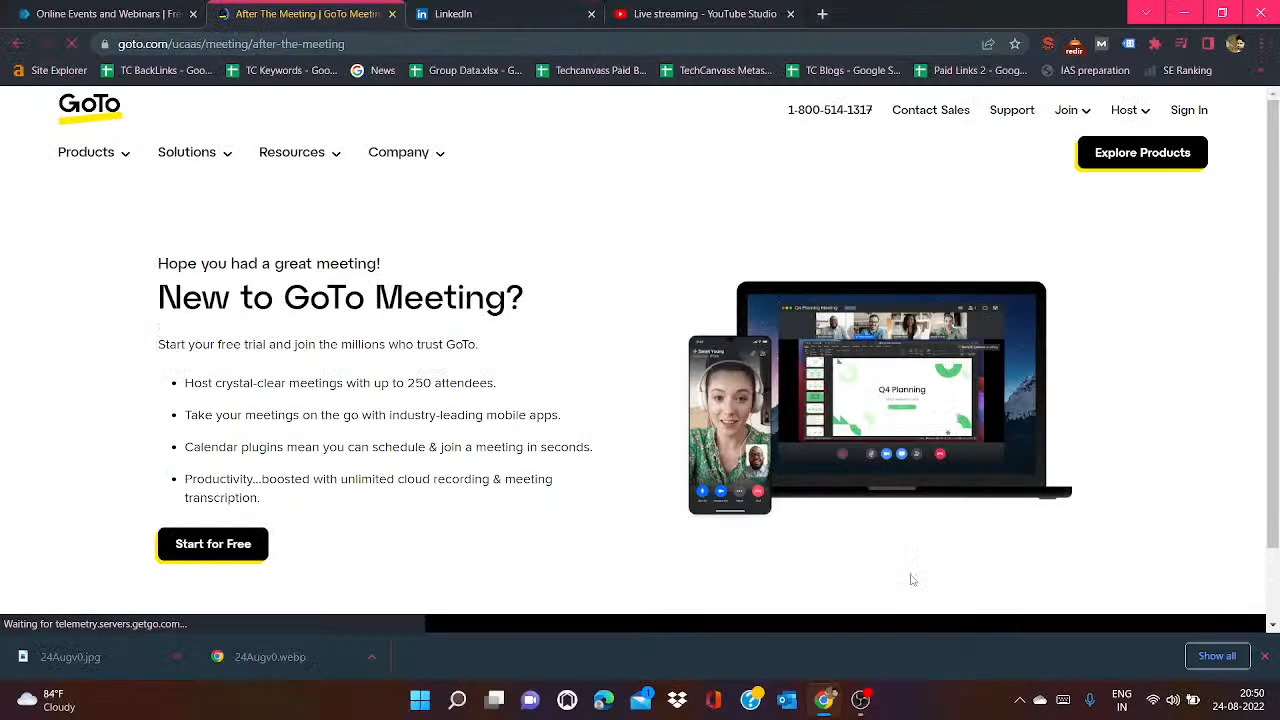 Online Events and Webinars | Fre
After The Meeting | GoTo Meetin
LinkedIn
Live streaming - YouTube Studio
goto.com/ucaas/meeting/after-the-meeting
redir
Site Explorer
TC BackLinks - Goo...
TC Keywords - Goo...
News
Group Data.xlsx - G...
TechCanvass Paid B...
TechCanvass Metas...
TC Blogs - Google S...
Paid Links 2 - Goog...
IAS preparation
SE Ranking
GoTo
1-800-514-1317
Contact Sales
Support
Join
Host
Sign In
Products
Solutions
Resources
Company
Explore Products
Hope you had a great meeting!
New to GoTo Meeting?
Start your free trial and join the millions who trust GoTo.
Host crystal-clear meetings with up to 250 attendees.
Take your meetings on the go with industry-leading mobile apps.
Calendar plugins mean you can schedule & join a meeting in seconds.
Productivity...boosted with unlimited cloud recording & meeting
transcription.
Start for Free
Q4 Planning Meeting
Sarah Young
Q4 Planning
Waiting for telemetry.servers.getgo.com...
24Augv0.jpg
24Augv0.webp
Show all
84°F
Cloudy
1
ENG
IN
20:50
24-08-2022